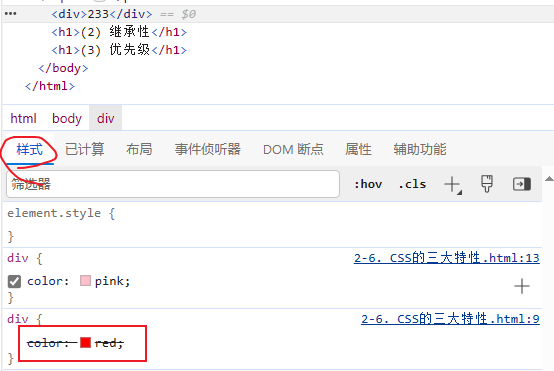 ••• <div>233</div> == $0
<h1>(2) 继承性</h1>
<h1>(3) 优先级</h1>
</body>
</html>
html body div
样式 已计算 布局 事件侦听器 DOM 断点 属性 辅助功能
筛选器 :hov .cls
element.style {
}
div { 2-6. CSS的三大特性.html:13
color: pink;
}
div { 2-6. CSS的三大特性.html:9
color: red;
}